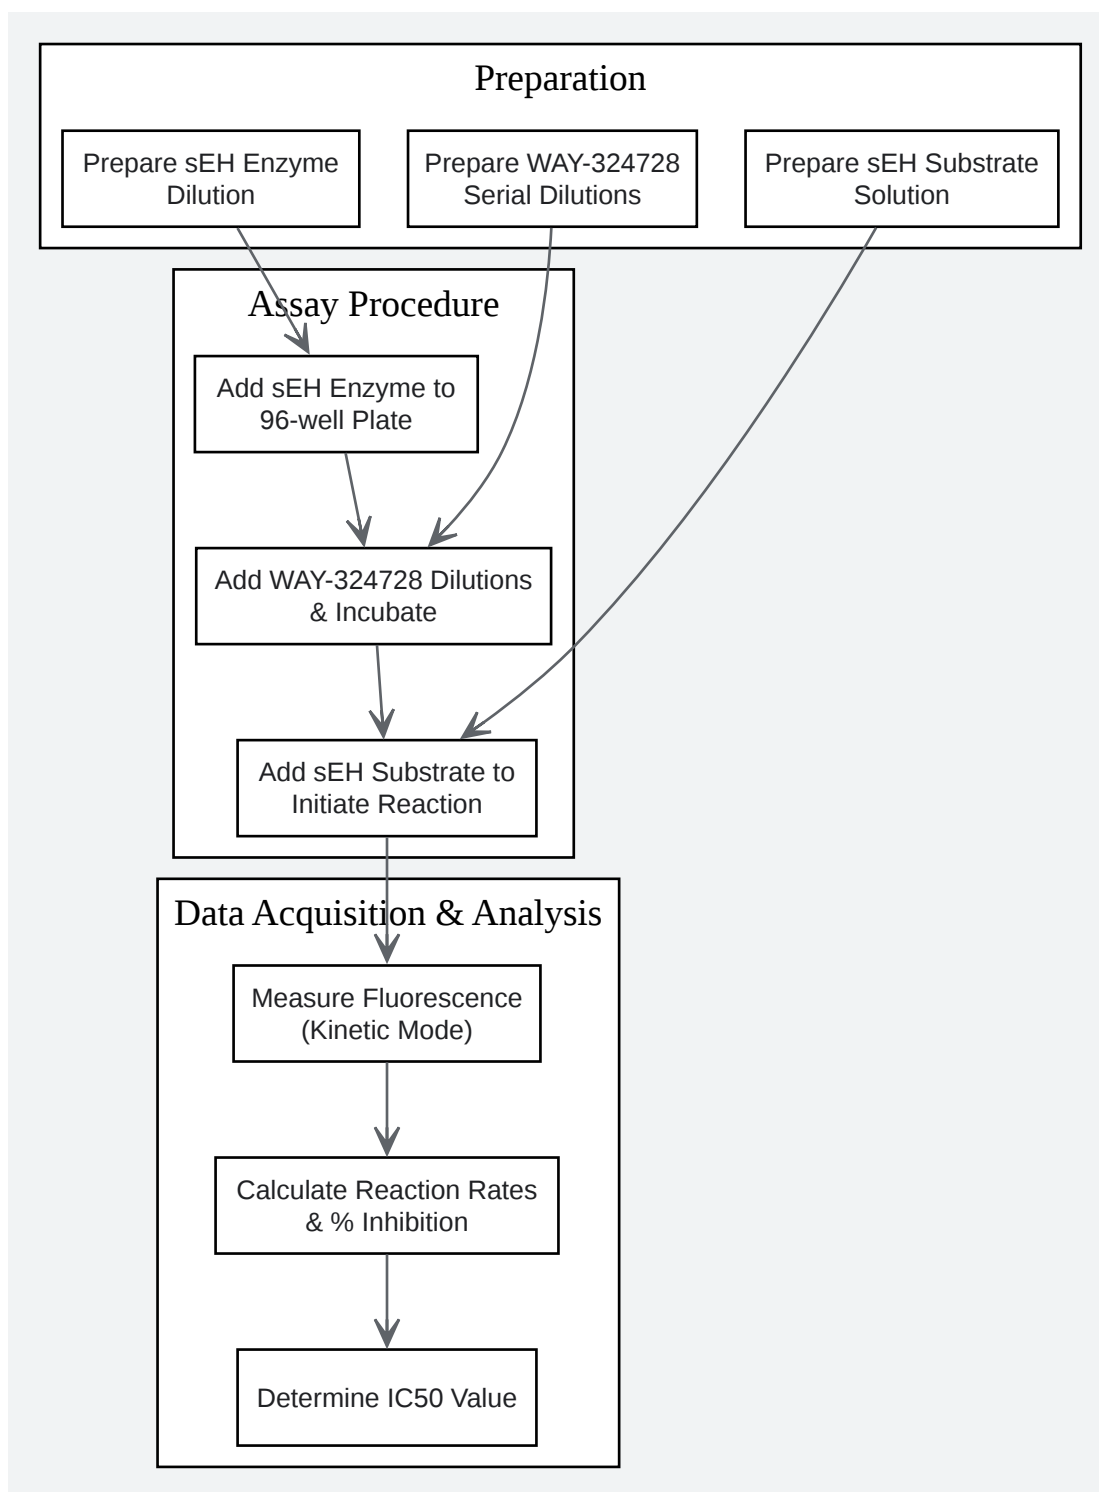 Preparation
Prepare sEH Enzyme
Dilution
Prepare WAY-324728
Serial Dilutions
Prepare sEH Substrate
Solution
Assay Procedure
Add sEH Enzyme to
96-well Plate
Add WAY-324728 Dilutions
& Incubate
Add sEH Substrate to
Initiate Reaction
Data Acquisition & Analysis
Measure Fluorescence
(Kinetic Mode)
Calculate Reaction Rates
& % Inhibition
Determine IC50 Value